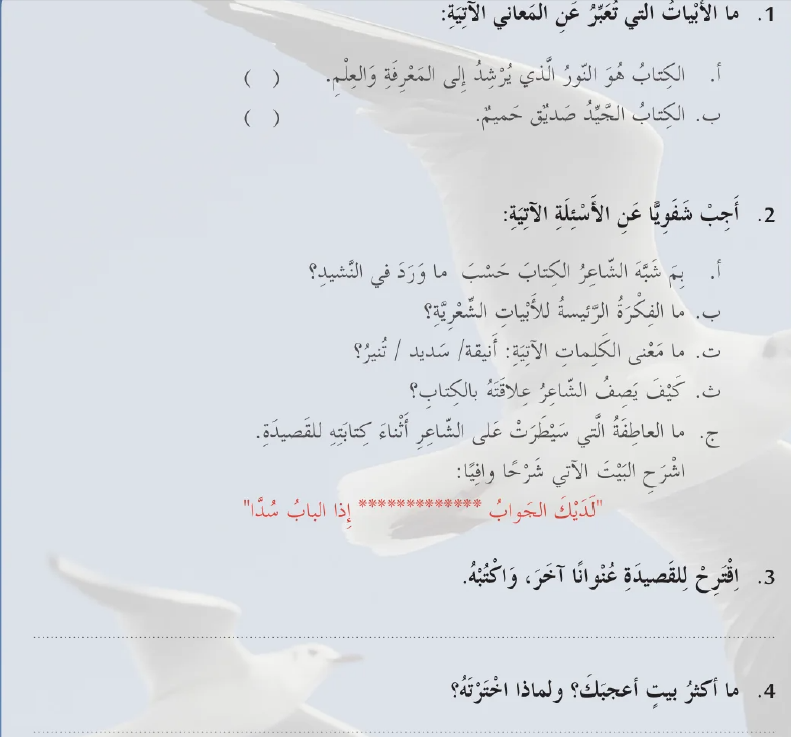 1. ما الأَبْياتُ التي تُعَبِّرُ عَنِ المَعاني الآتِيَةِ:
أ. الكِتابُ هُوَ النّورُ الَّذي يُرْشِدُ إِلى المَعْرِفَةِ وَالعِلْمِ. ( )
ب. الكِتابُ الجَّيِّدُ صَديٌق حَميمٌ. ( )
2. أَجِبْ شَفَوِيًّا عَنِ الأَسْئِلَةِ الآتِيَةِ:
أ. بِمَ شَبَّهَ الشّاعِرُ الكِتابَ حَسْبَ ما وَرَدَ في النَّشيدِ؟
ب. ما الفِكْرَةُ الرَّئيسةُ للأَبْياتِ الشِّعْرِيَّةِ؟
ت. ما مَعْنى الكَلِماتِ الآتِيَةِ: أَنيقة/ سَديد / تُنيرُ؟
ث. كَيْفَ يَصِفُ الشّاعِرُ عِلاقَتَهُ بالكِتابِ؟
ج. ما العاطِفَةُ الَّتي سَيْطَرَتْ عَلى الشّاعِرِ أَثْناءَ كِتابَتِهِ للقَصيدَةِ.
اشْرَحِ البَيْتَ الآتي شَرْحًا وافِيًا:
"لَدَيْكَ الجَوابُ ************* إِذا البابُ سُدَّا"
3. اِقْتَرِحْ لِلقَصيدَةِ عُنْوانًا آخَرَ، وَاكْتُبْهُ.
4. ما أكثرُ بيتٍ أعجبَكَ؟ ولماذا اخْتَرْتَهُ؟